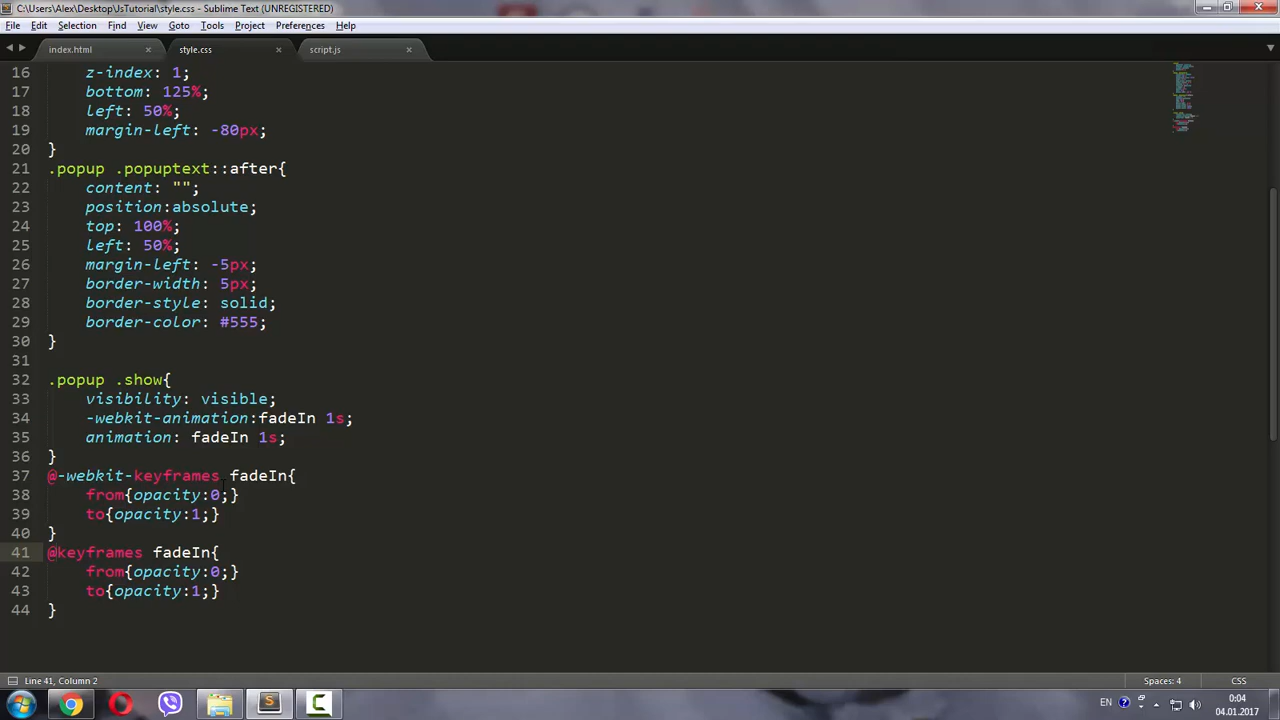 C:\Users\Alex\Desktop\JsTutorial\style.css - Sublime Text (UNREGISTERED)
File Edit Selection Find View Goto Tools Project Preferences Help
index.html style.css script.js
16 z-index: 1;
17 bottom: 125%;
18 left: 50%;
19 margin-left: -80px;
20 }
21 .popup .popuptext::after{
22 content: "";
23 position:absolute;
24 top: 100%;
25 left: 50%;
26 margin-left: -5px;
27 border-width: 5px;
28 border-style: solid;
29 border-color: #555;
30 }
31
32 .popup .show{
33 visibility: visible;
34 -webkit-animation:fadeIn 1s;
35 animation: fadeIn 1s;
36 }
37 @-webkit-keyframes fadeIn{
38 from{opacity:0;}
39 to{opacity:1;}
40 }
41 @keyframes fadeIn{
42 from{opacity:0;}
43 to{opacity:1;}
44 }
Line 41, Column 2 Spaces: 4 CSS
EN 0:04
04.01.2017